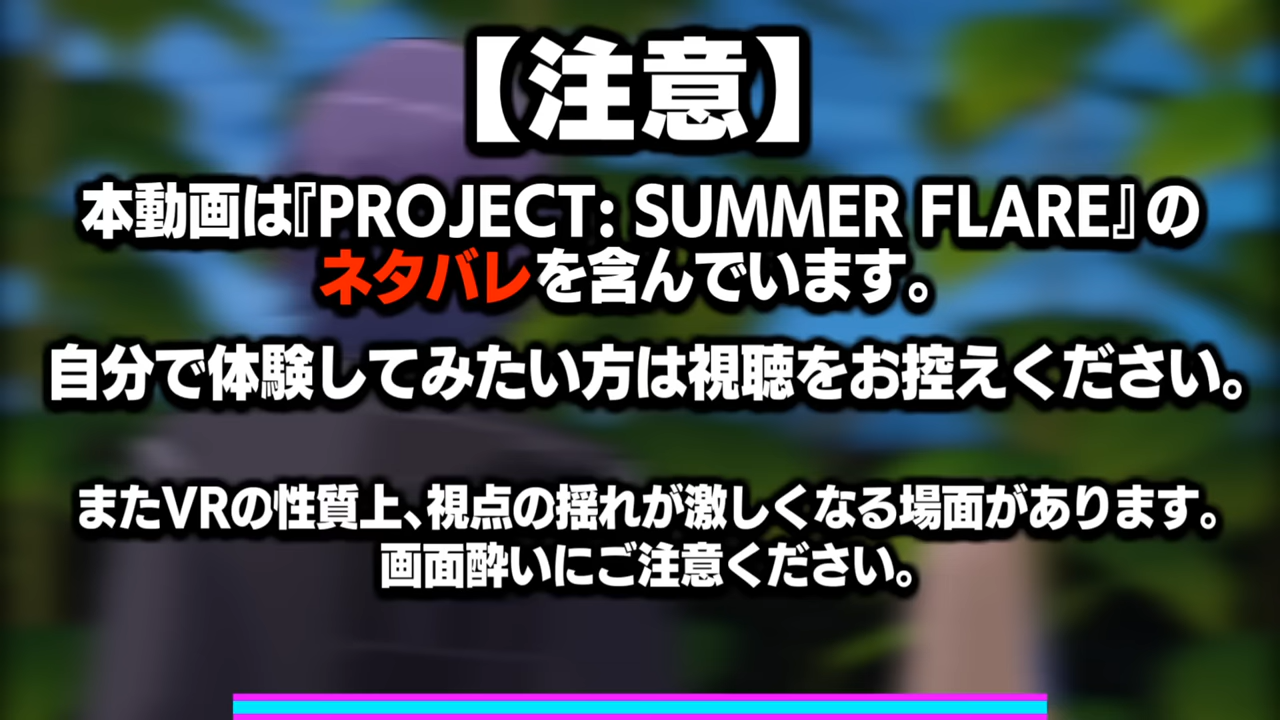 【注意】
本動画は『PROJECT: SUMMER FLARE』の
ネタバレを含んでいます。
自分で体験してみたい方は視聴をお控えください。
またVRの性質上、視点の揺れが激しくなる場面があります。
画面酔いにご注意ください。